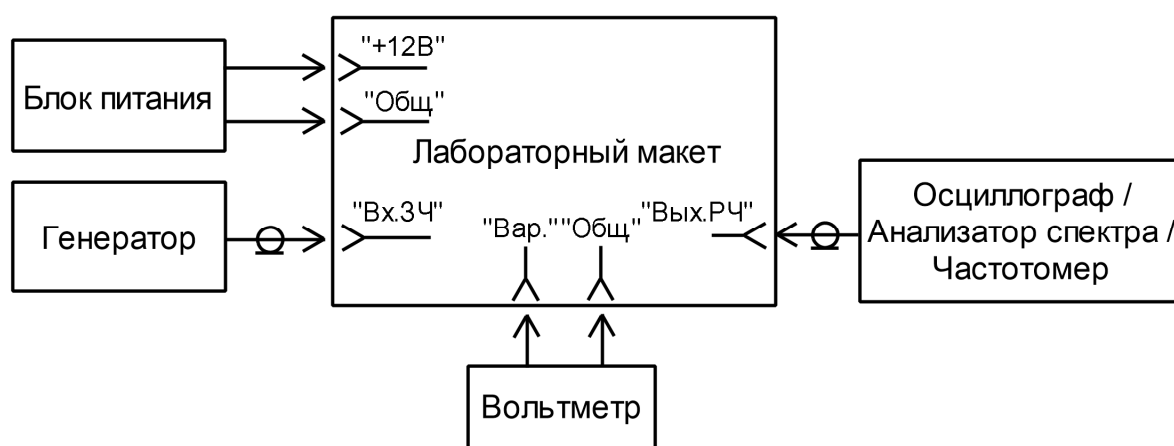 "+12В"
Блок питания
"Общ"
Лабораторный макет
Генератор
"Вх.ЗЧ"
"Вар." "Общ" "Вых.РЧ"
Осциллограф /
Анализатор спектра /
Частотомер
Вольтметр